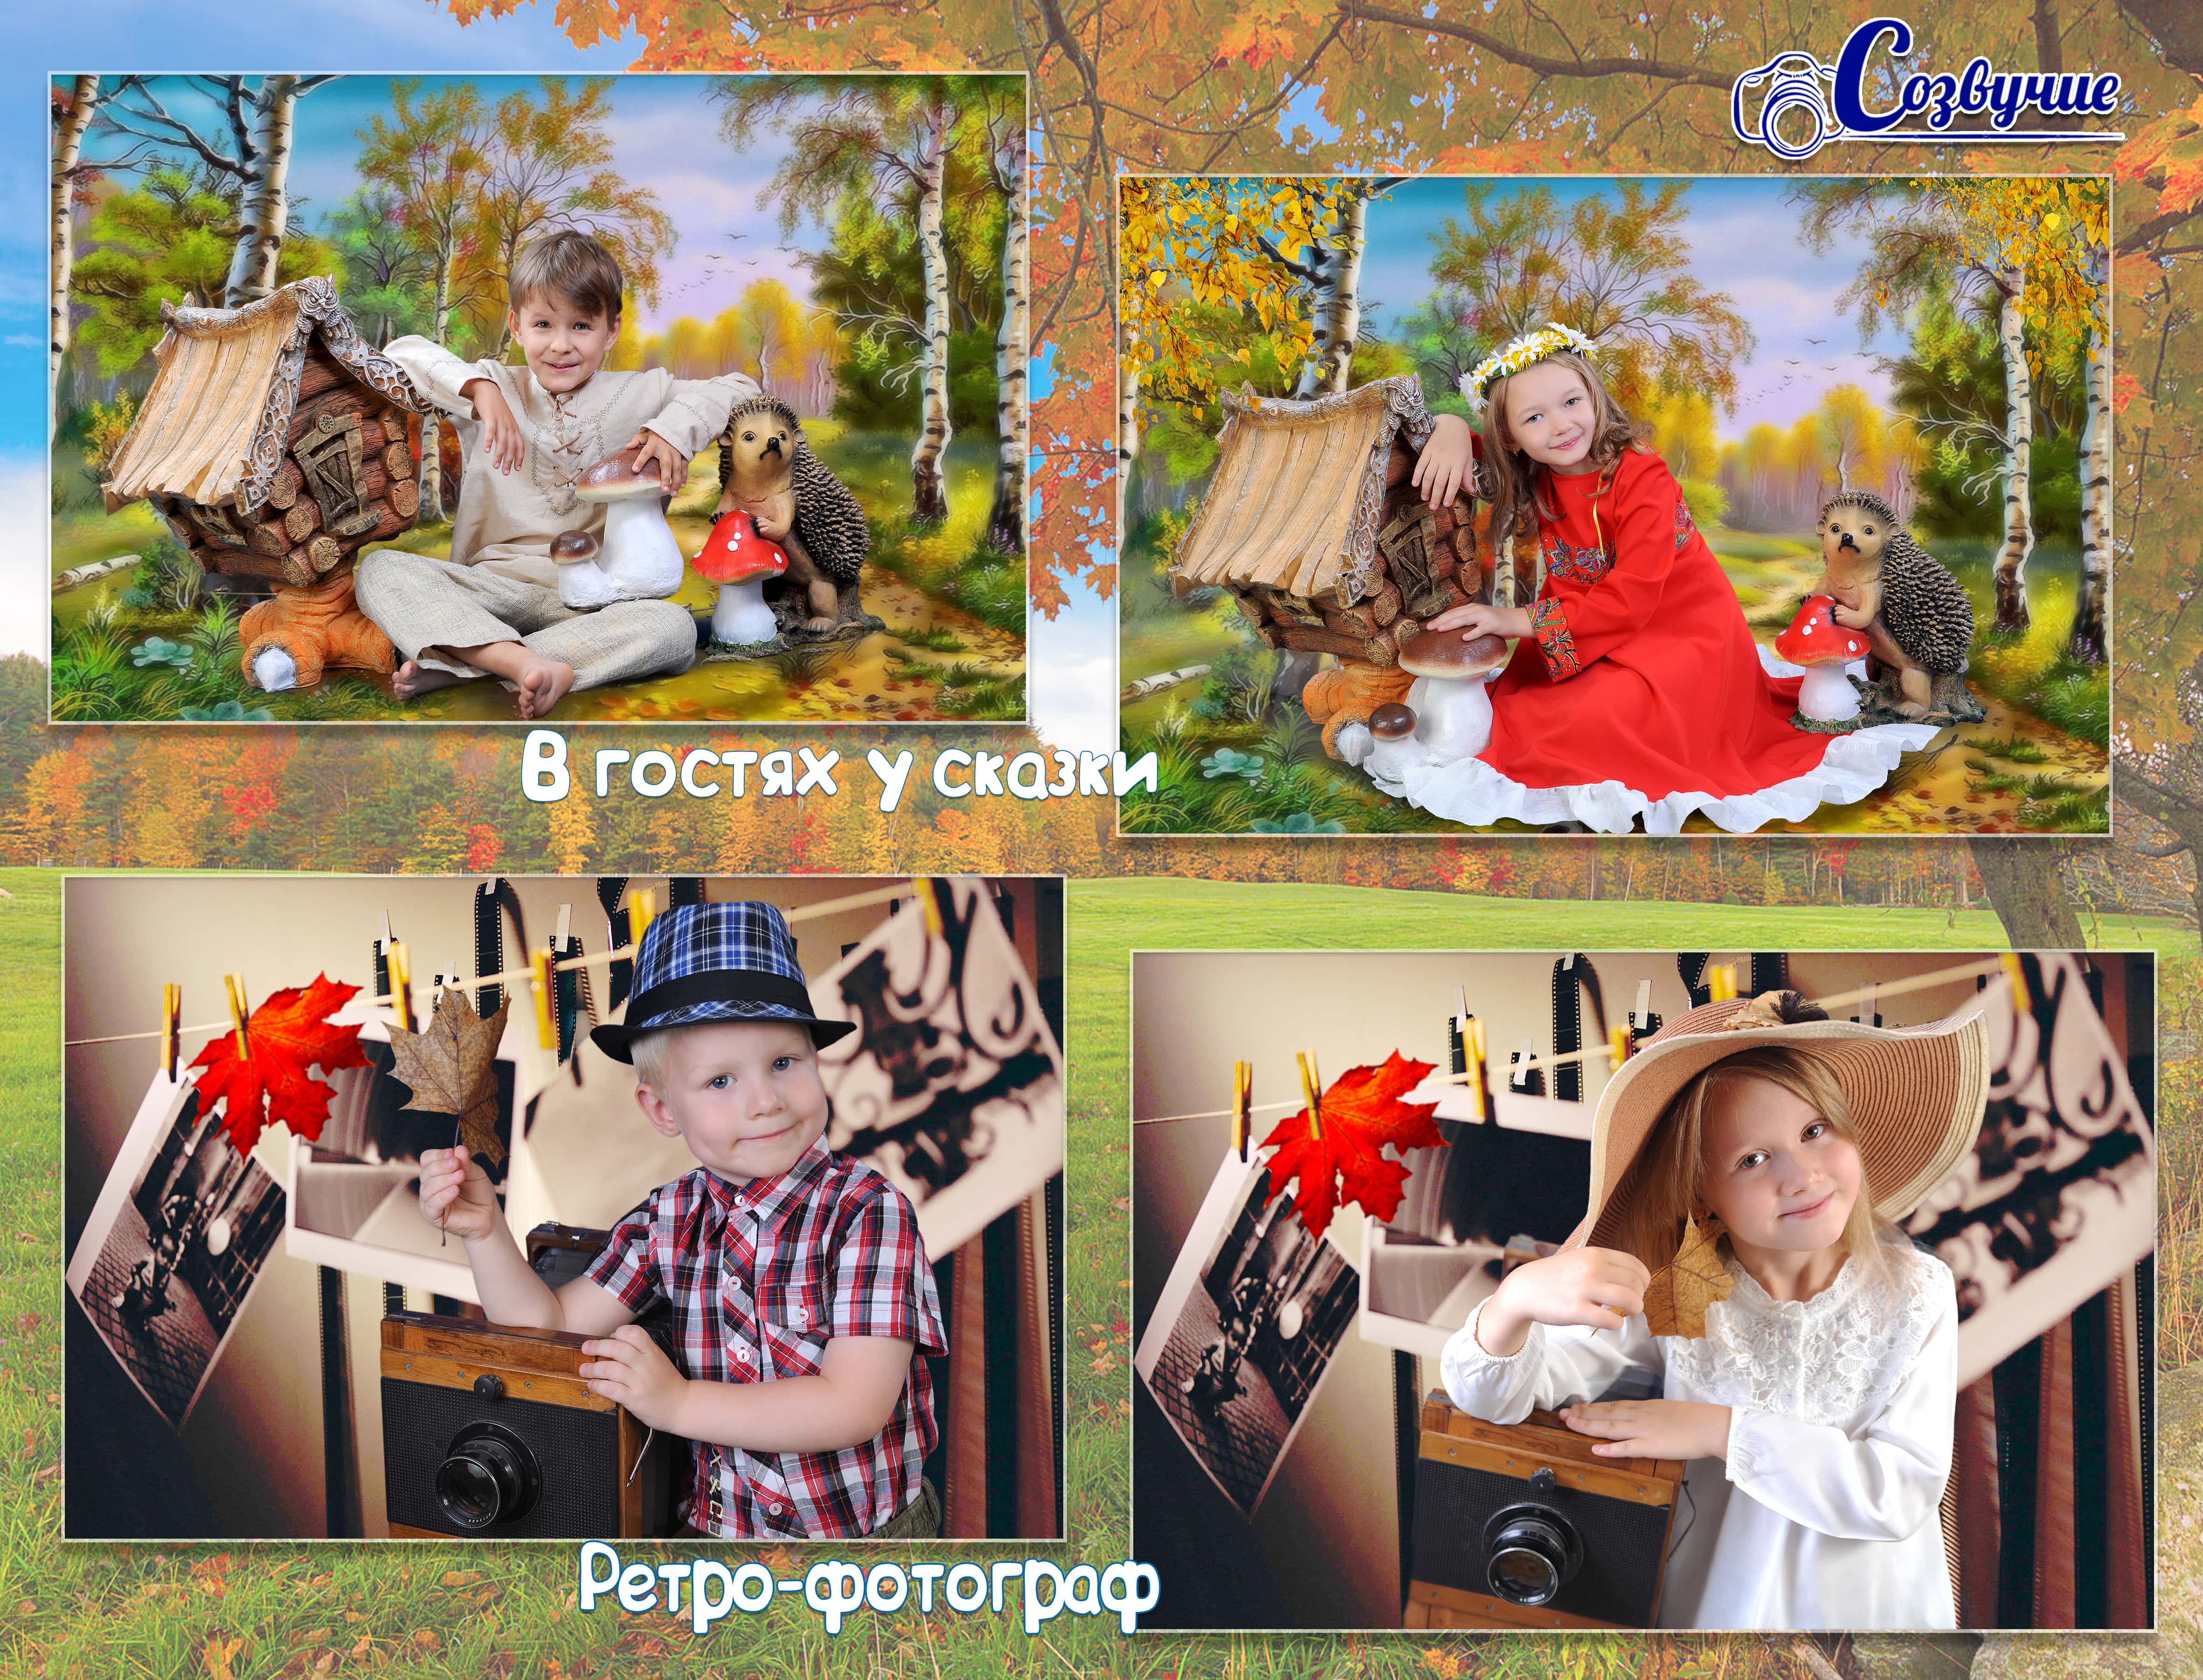 Созвучие
В гостях у сказки
Ретро-фотограф